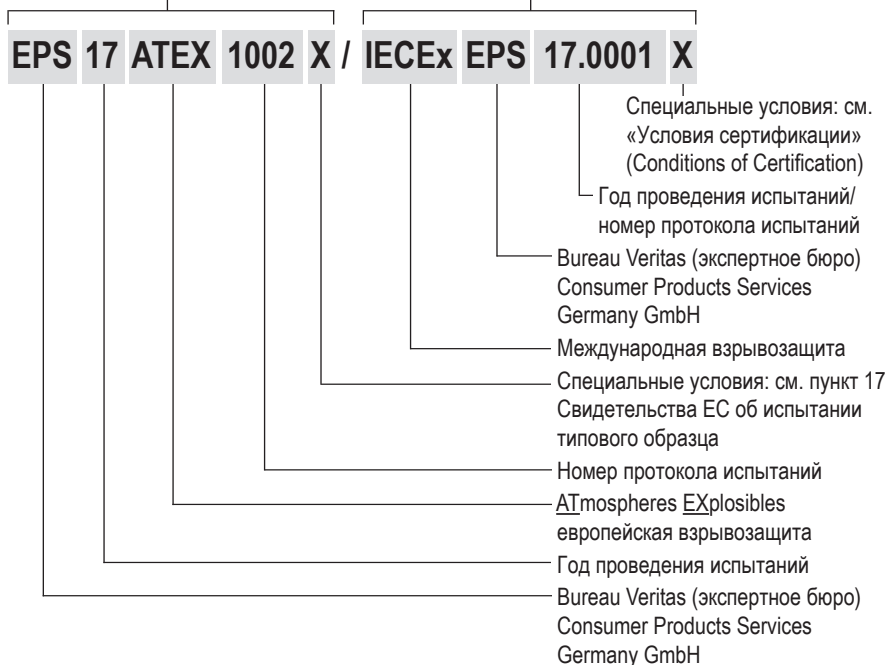 EPS 17 ATEX 1002 X / IECEx EPS 17.0001 X
Специальные условия: см.
«Условия сертификации»
(Conditions of Certification)
Год проведения испытаний/
номер протокола испытаний
Bureau Veritas (экспертное бюро)
Consumer Products Services
Germany GmbH
Международная взрывозащита
Специальные условия: см. пункт 17
Свидетельства ЕС об испытании
типового образца
Номер протокола испытаний
ATmospheres EXplosibles
европейская взрывозащита
Год проведения испытаний
Bureau Veritas (экспертное бюро)
Consumer Products Services
Germany GmbH